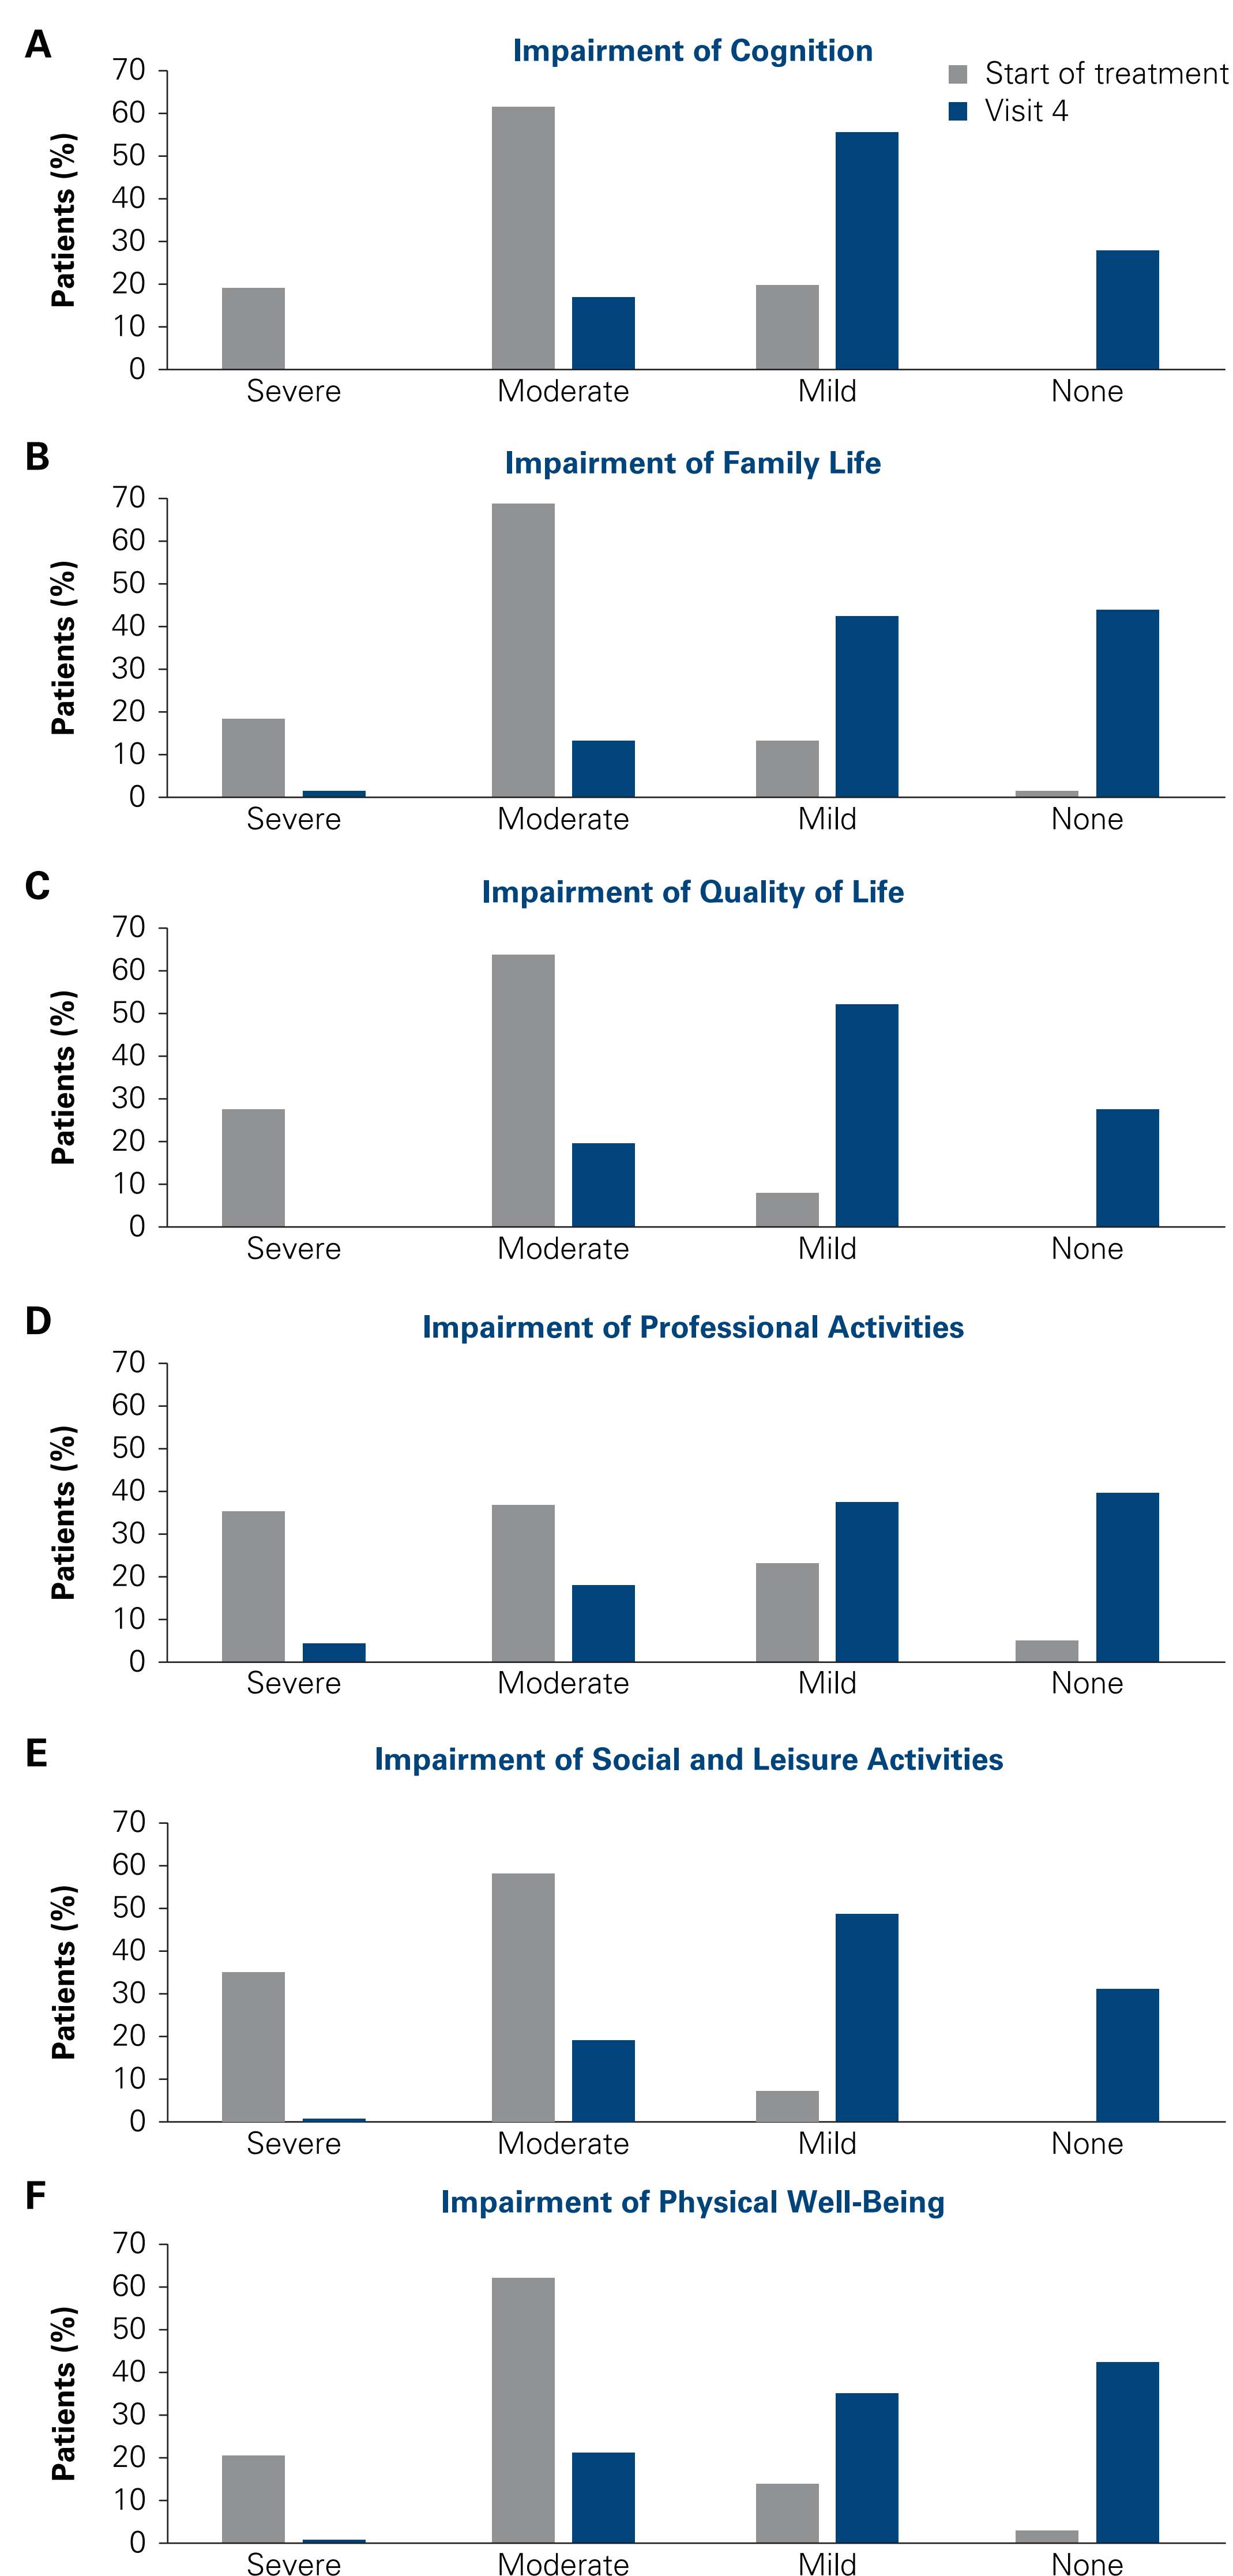 A
Impairment of Cognition
Start of treatment
Visit 4
Patients (%)
70
60
50
40
30
20
10
0
Severe Moderate Mild None
B
Impairment of Family Life
Patients (%)
70
60
50
40
30
20
10
0
Severe Moderate Mild None
C
Impairment of Quality of Life
Patients (%)
70
60
50
40
30
20
10
0
Severe Moderate Mild None
D
Impairment of Professional Activities
Patients (%)
70
60
50
40
30
20
10
0
Severe Moderate Mild None
E
Impairment of Social and Leisure Activities
Patients (%)
70
60
50
40
30
20
10
0
Severe Moderate Mild None
F
Impairment of Physical Well-Being
Patients (%)
70
60
50
40
30
20
10
0
Severe Moderate Mild None